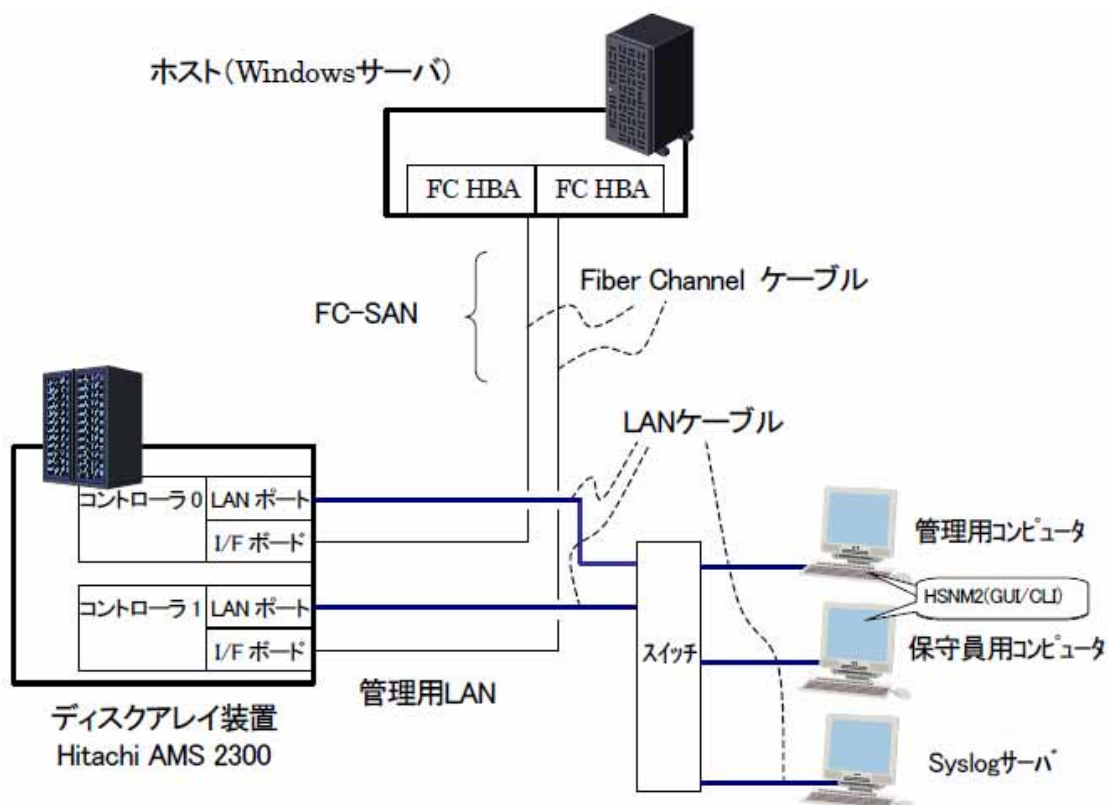 ホスト(Windowsサーバ)
FC HBA
FC HBA
Fiber Channel ケーブル
FC-SAN
LANケーブル
コントローラ 0
LAN ポート
I/F ボード
コントローラ 1
LAN ポート
I/F ボード
スイッチ
管理用コンピュータ
HSNM2(GUI/CLI)
保守員用コンピュータ
管理用LAN
ディスクアレイ装置
Hitachi AMS 2300
Syslogサーバ